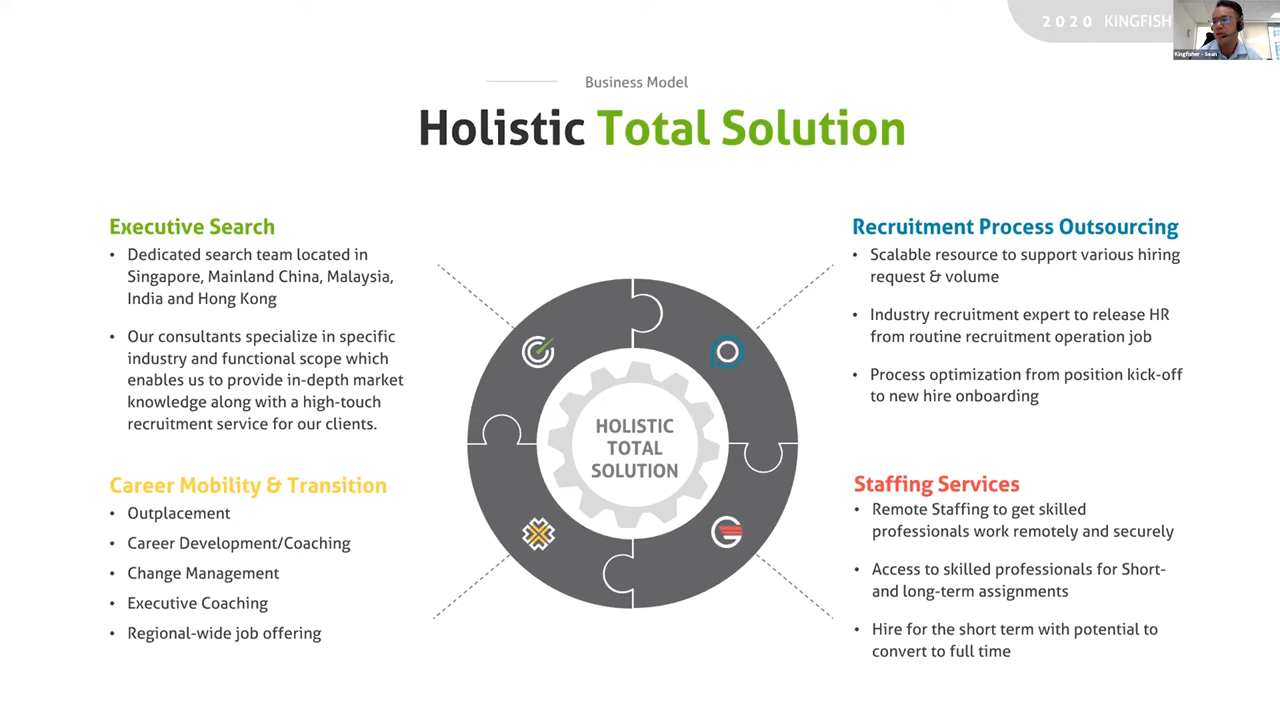 2020 KINGFISH
Kingfisher - Sean
Business Model
Holistic Total Solution
Executive Search
• Dedicated search team located in
Singapore, Mainland China, Malaysia,
India and Hong Kong
• Our consultants specialize in specific
industry and functional scope which
enables us to provide in-depth market
knowledge along with a high-touch
recruitment service for our clients.
Career Mobility & Transition
• Outplacement
• Career Development/Coaching
• Change Management
• Executive Coaching
• Regional-wide job offering
HOLISTIC
TOTAL
SOLUTION
Recruitment Process Outsourcing
• Scalable resource to support various hiring
request & volume
• Industry recruitment expert to release HR
from routine recruitment operation job
• Process optimization from position kick-off
to new hire onboarding
Staffing Services
• Remote Staffing to get skilled
professionals work remotely and securely
• Access to skilled professionals for Short-
and long-term assignments
• Hire for the short term with potential to
convert to full time